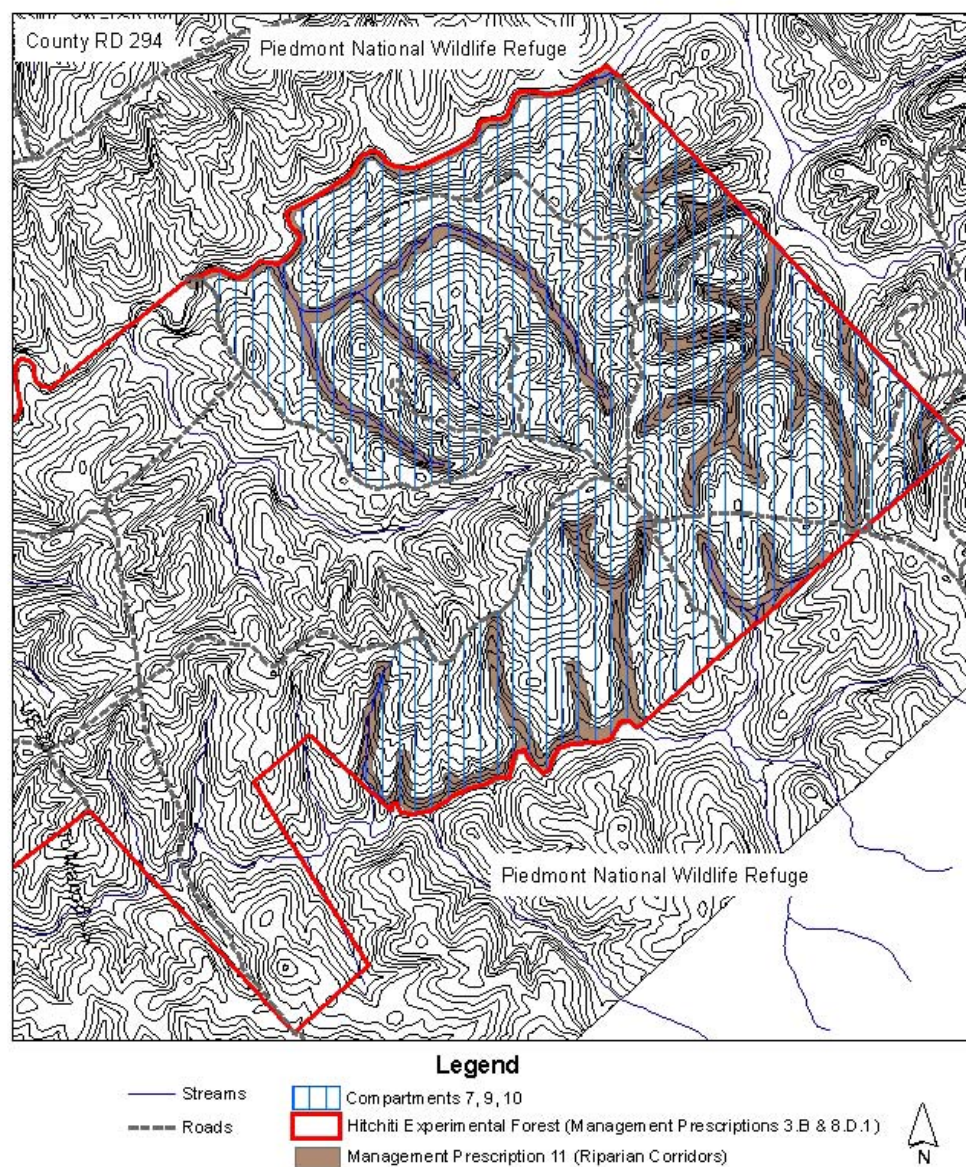 County RD 294
Piedmont National Wildlife Refuge
Piedmont National Wildlife Refuge
Legend
Streams
Roads
Compartments 7, 9, 10
Hitchiti Experimental Forest (Management Prescriptions 3.B & 8.D.1)
Management Prescription 11 (Riparian Corridors)
N